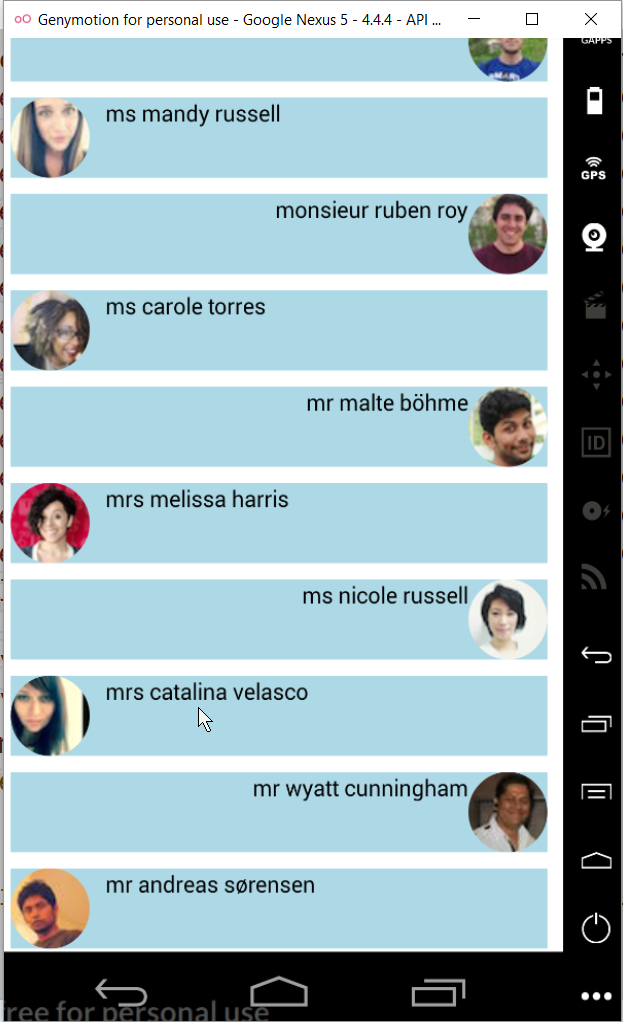 Genymotion for personal use - Google Nexus 5 - 4.4.4 - API ...
GAPPS
ms mandy russell
GPS
monsieur ruben roy
ms carole torres
mr malte böhme
ID
mrs melissa harris
ms nicole russell
mrs catalina velasco
mr wyatt cunningham
mr andreas sørensen
free for personal use